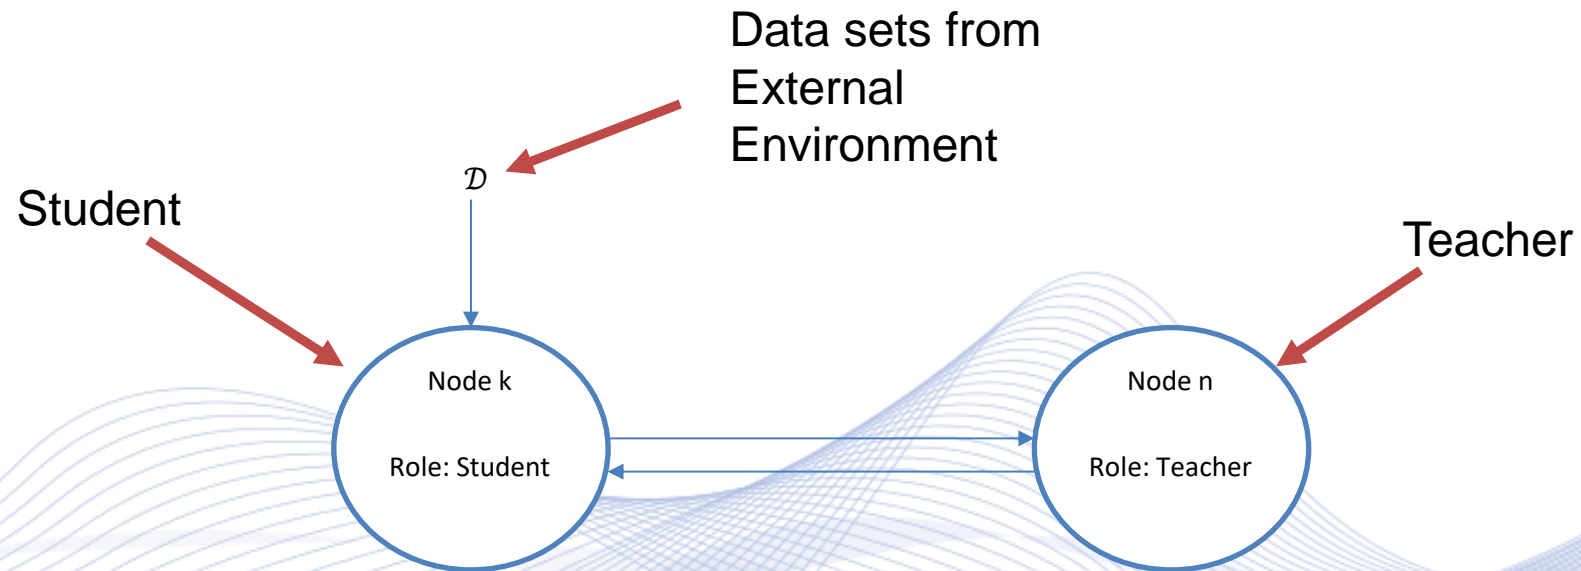 Data sets from
External
Environment
𝒟
Student
Teacher
Node k
Role: Student
Node n
Role: Teacher